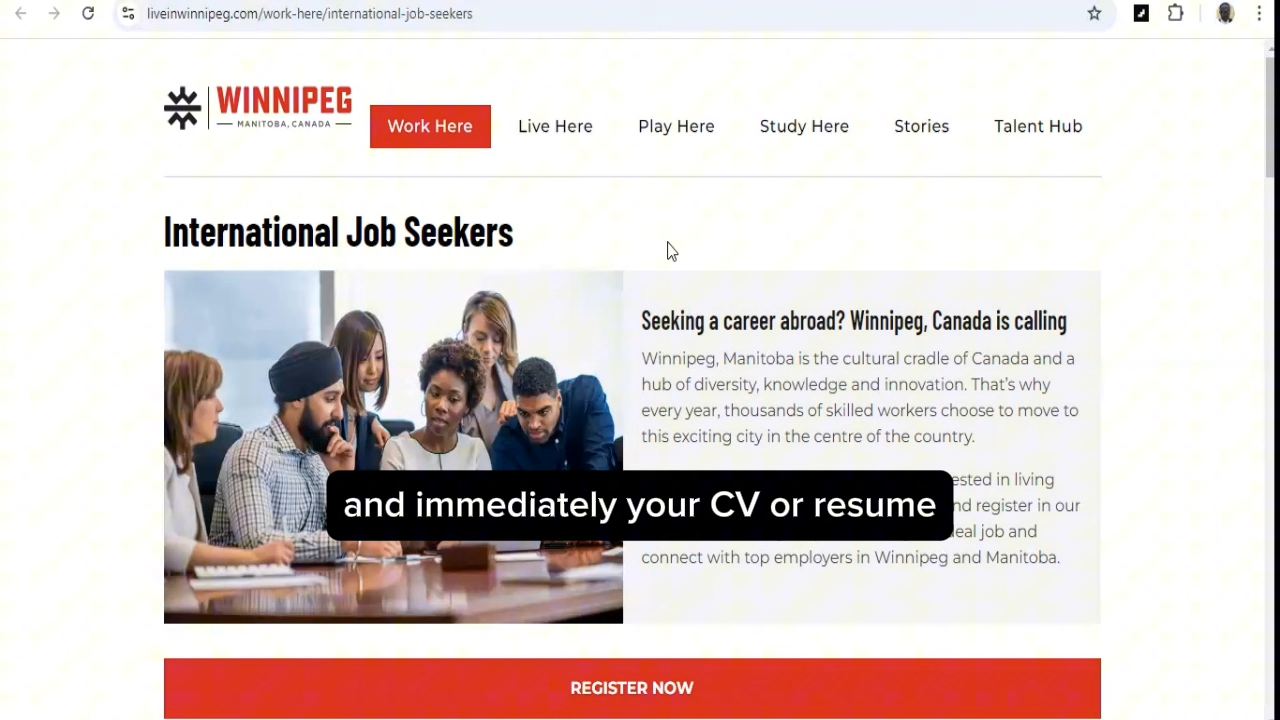 liveinwinnipeg.com/work-here/international-job-seekers
WINNIPEG
MANITOBA, CANADA
Work Here
Live Here
Play Here
Study Here
Stories
Talent Hub
International Job Seekers
Seeking a career abroad? Winnipeg, Canada is calling
Winnipeg, Manitoba is the cultural cradle of Canada and a
hub of diversity, knowledge and innovation. That's why
every year, thousands of skilled workers choose to move to
this exciting city in the centre of the country.
in living
register in our
job and
connect with top employers in Winnipeg and Manitoba.
and immediately your CV or resume
REGISTER NOW